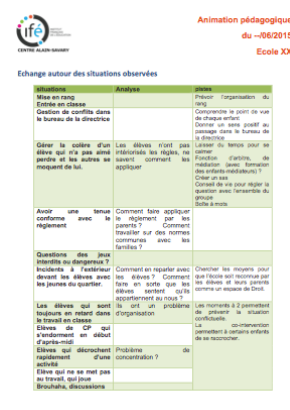 ifé
INSTITUT FRANÇAIS DE L'ÉDUCATION
CENTRE ALAIN-SAVARY
Animation pédagogique
du --/06/2015
Ecole XX
Echange autour des situations observées
situations Analyse pistes
Mise en rang
Entrée en classe
Prévoir l'organisation du
rang
Gestion de conflits dans
le bureau de la directrice
Comprendre le point de vue
de chaque enfant
Donner un sens positif au
passage dans le bureau de
la directrice
Gérer la colère d'un
élève qui n'a pas aimé
perdre et les autres se
moquent de lui.
Les élèves n'ont pas
intériorisés les règles, ne
savent comment les
appliquer
Laisser du temps pour se
calmer
Fonction d'arbitre, de
médiation (avec formation
des enfants-médiateurs) ?
Créer un sas
Conseil de vie pour régler la
question avec l'ensemble du
groupe
Boîte à mots
Avoir une tenue
conforme avec le
règlement
Comment faire appliquer
le règlement par les
parents ? Comment
travailler sur des normes
communes avec les
familles ?
Questions des jeux
interdits ou dangereux ?
Incidents à l'extérieur
devant les élèves avec
les jeunes du quartier.
Comment en reparler avec
les élèves ? Comment
faire en sorte que les
élèves sentent qu'ils
appartiennent au nous ?
Chercher les moyens pour
que l'école soit reconnue par
les élèves et leurs parents
comme un espace de Droit.
Les élèves qui sont
toujours en retard dans
le travail en classe
Ils ont un problème
d'organisation
Les moments à 2 permettent
de prévenir la situation
conflictuelle.
La co-intervention
permettent à certains enfants
de se raccrocher.
Elèves de CP qui
s'endorment en début
d'après-midi
Elèves qui décrochent
rapidement d'une
activité
Problème de
concentration ?
Elève qui ne se met pas
au travail, qui joue
Brouhaha, discussions